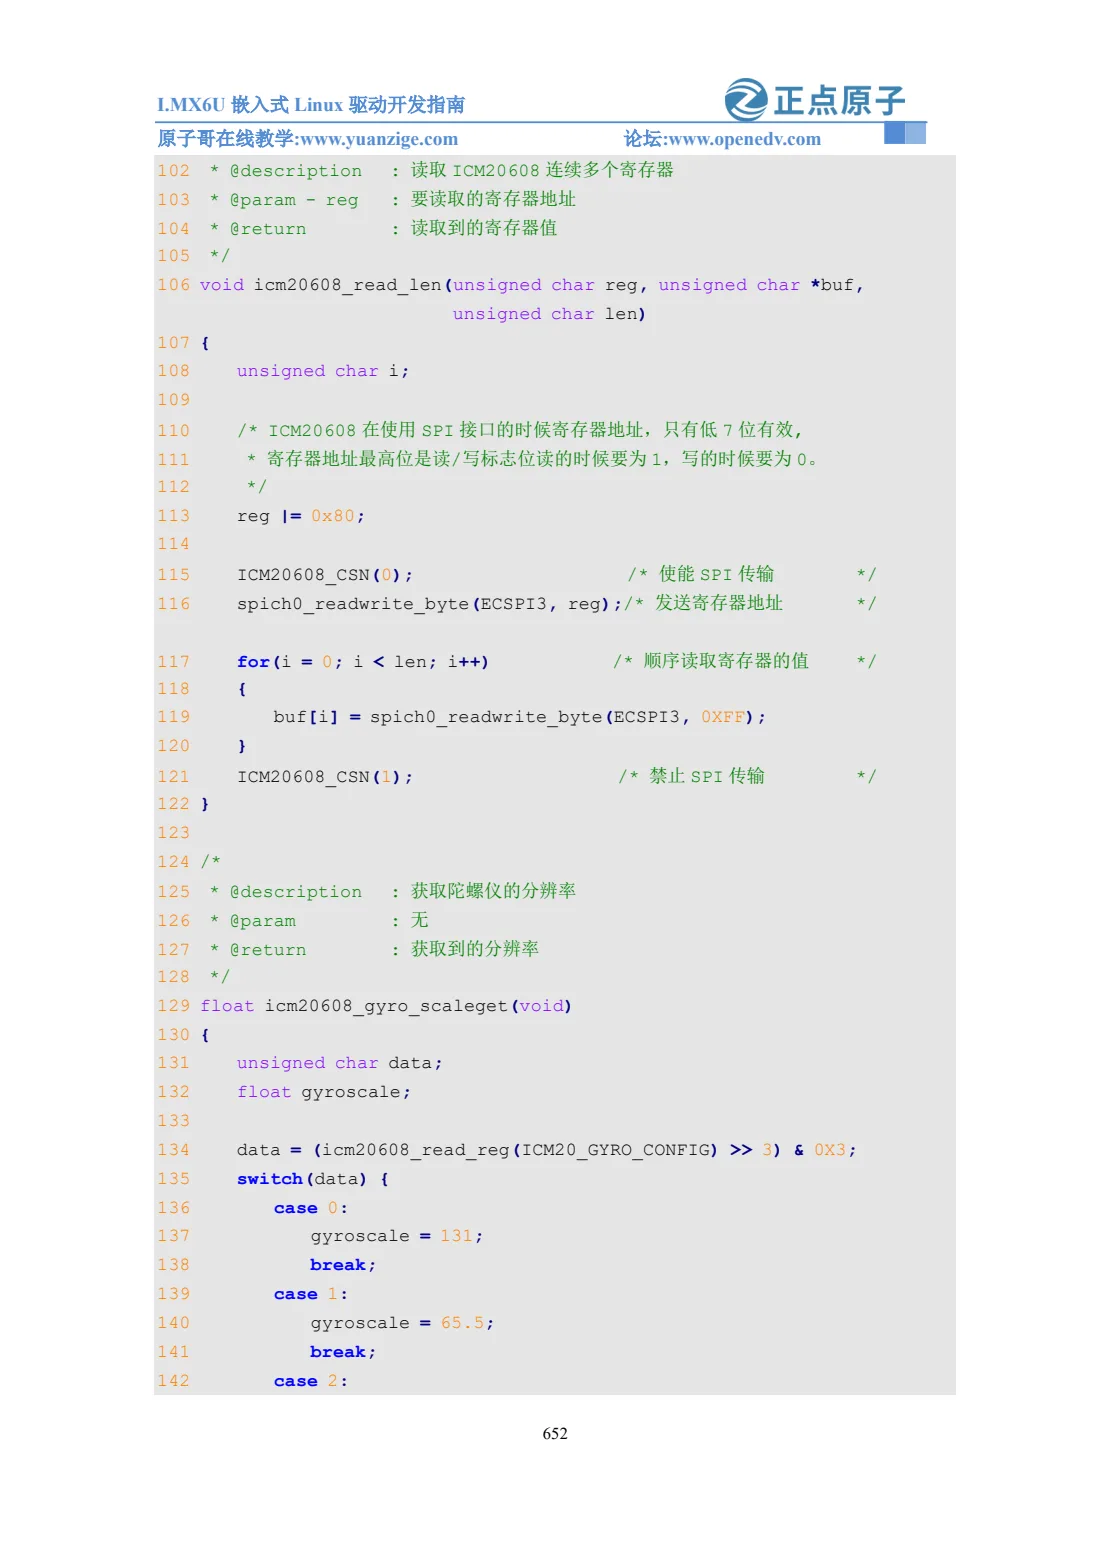 I.MX6U 嵌入式 Linux 驱动开发指南
正点原子
原子哥在线教学:www.yuanzige.com 论坛:www.openedv.com
102 * @description : 读取 ICM20608 连续多个寄存器
103 * @param - reg : 要读取的寄存器地址
104 * @return : 读取到的寄存器值
105 */
106 void icm20608_read_len(unsigned char reg, unsigned char *buf,
unsigned char len)
107 {
108 unsigned char i;
109
110 /* ICM20608 在使用 SPI 接口的时候寄存器地址，只有低 7 位有效,
111 * 寄存器地址最高位是读/写标志位读的时候要为 1，写的时候要为 0。
112 */
113 reg |= 0x80;
114
115 ICM20608_CSN(0); /* 使能 SPI 传输 */
116 spich0_readwrite_byte(ECSPI3, reg);/* 发送寄存器地址 */
117 for(i = 0; i < len; i++) /* 顺序读取寄存器的值 */
118 {
119 buf[i] = spich0_readwrite_byte(ECSPI3, 0XFF);
120 }
121 ICM20608_CSN(1); /* 禁止 SPI 传输 */
122 }
123
124 /*
125 * @description : 获取陀螺仪的分辨率
126 * @param : 无
127 * @return : 获取到的分辨率
128 */
129 float icm20608_gyro_scaleget(void)
130 {
131 unsigned char data;
132 float gyroscale;
133
134 data = (icm20608_read_reg(ICM20_GYRO_CONFIG) >> 3) & 0X3;
135 switch(data) {
136 case 0:
137 gyroscale = 131;
138 break;
139 case 1:
140 gyroscale = 65.5;
141 break;
142 case 2:
652